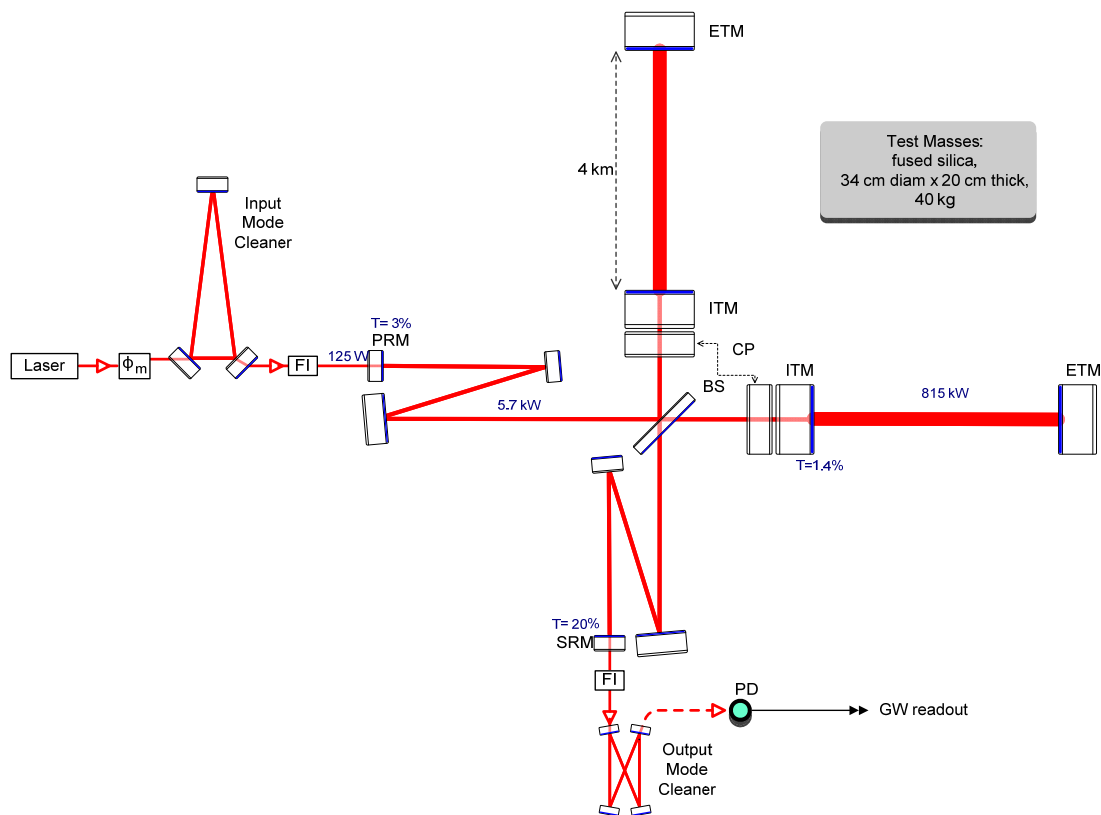 ETM
4 km
Test Masses:
fused silica,
34 cm diam x 20 cm thick,
40 kg
Input
Mode
Cleaner
ITM
T= 3%
PRM
CP
Laser
ϕm
FI
125 W
BS
ITM
ETM
5.7 kW
815 kW
T=1.4%
T= 20%
SRM
FI
PD
GW readout
Output
Mode
Cleaner